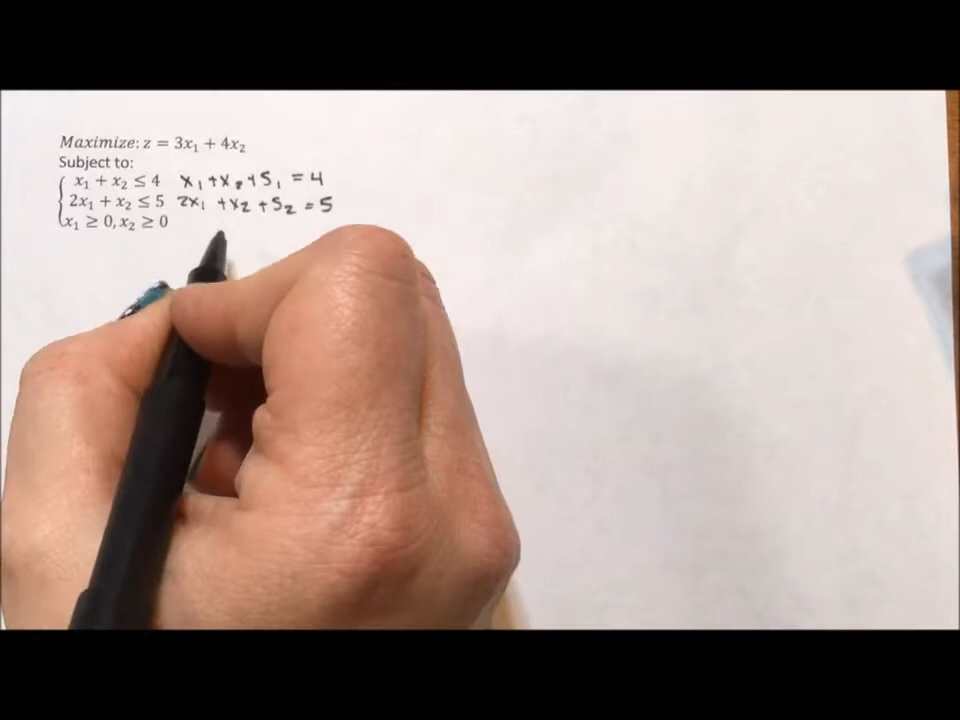 Maximize: z = 3x₁ + 4x₂
Subject to:
x₁ + x₂ ≤ 4 x₁ + x₂ + S₁ = 4
2x₁ + x₂ ≤ 5 2x₁ + x₂ + S₂ = 5
x₁ ≥ 0, x₂ ≥ 0